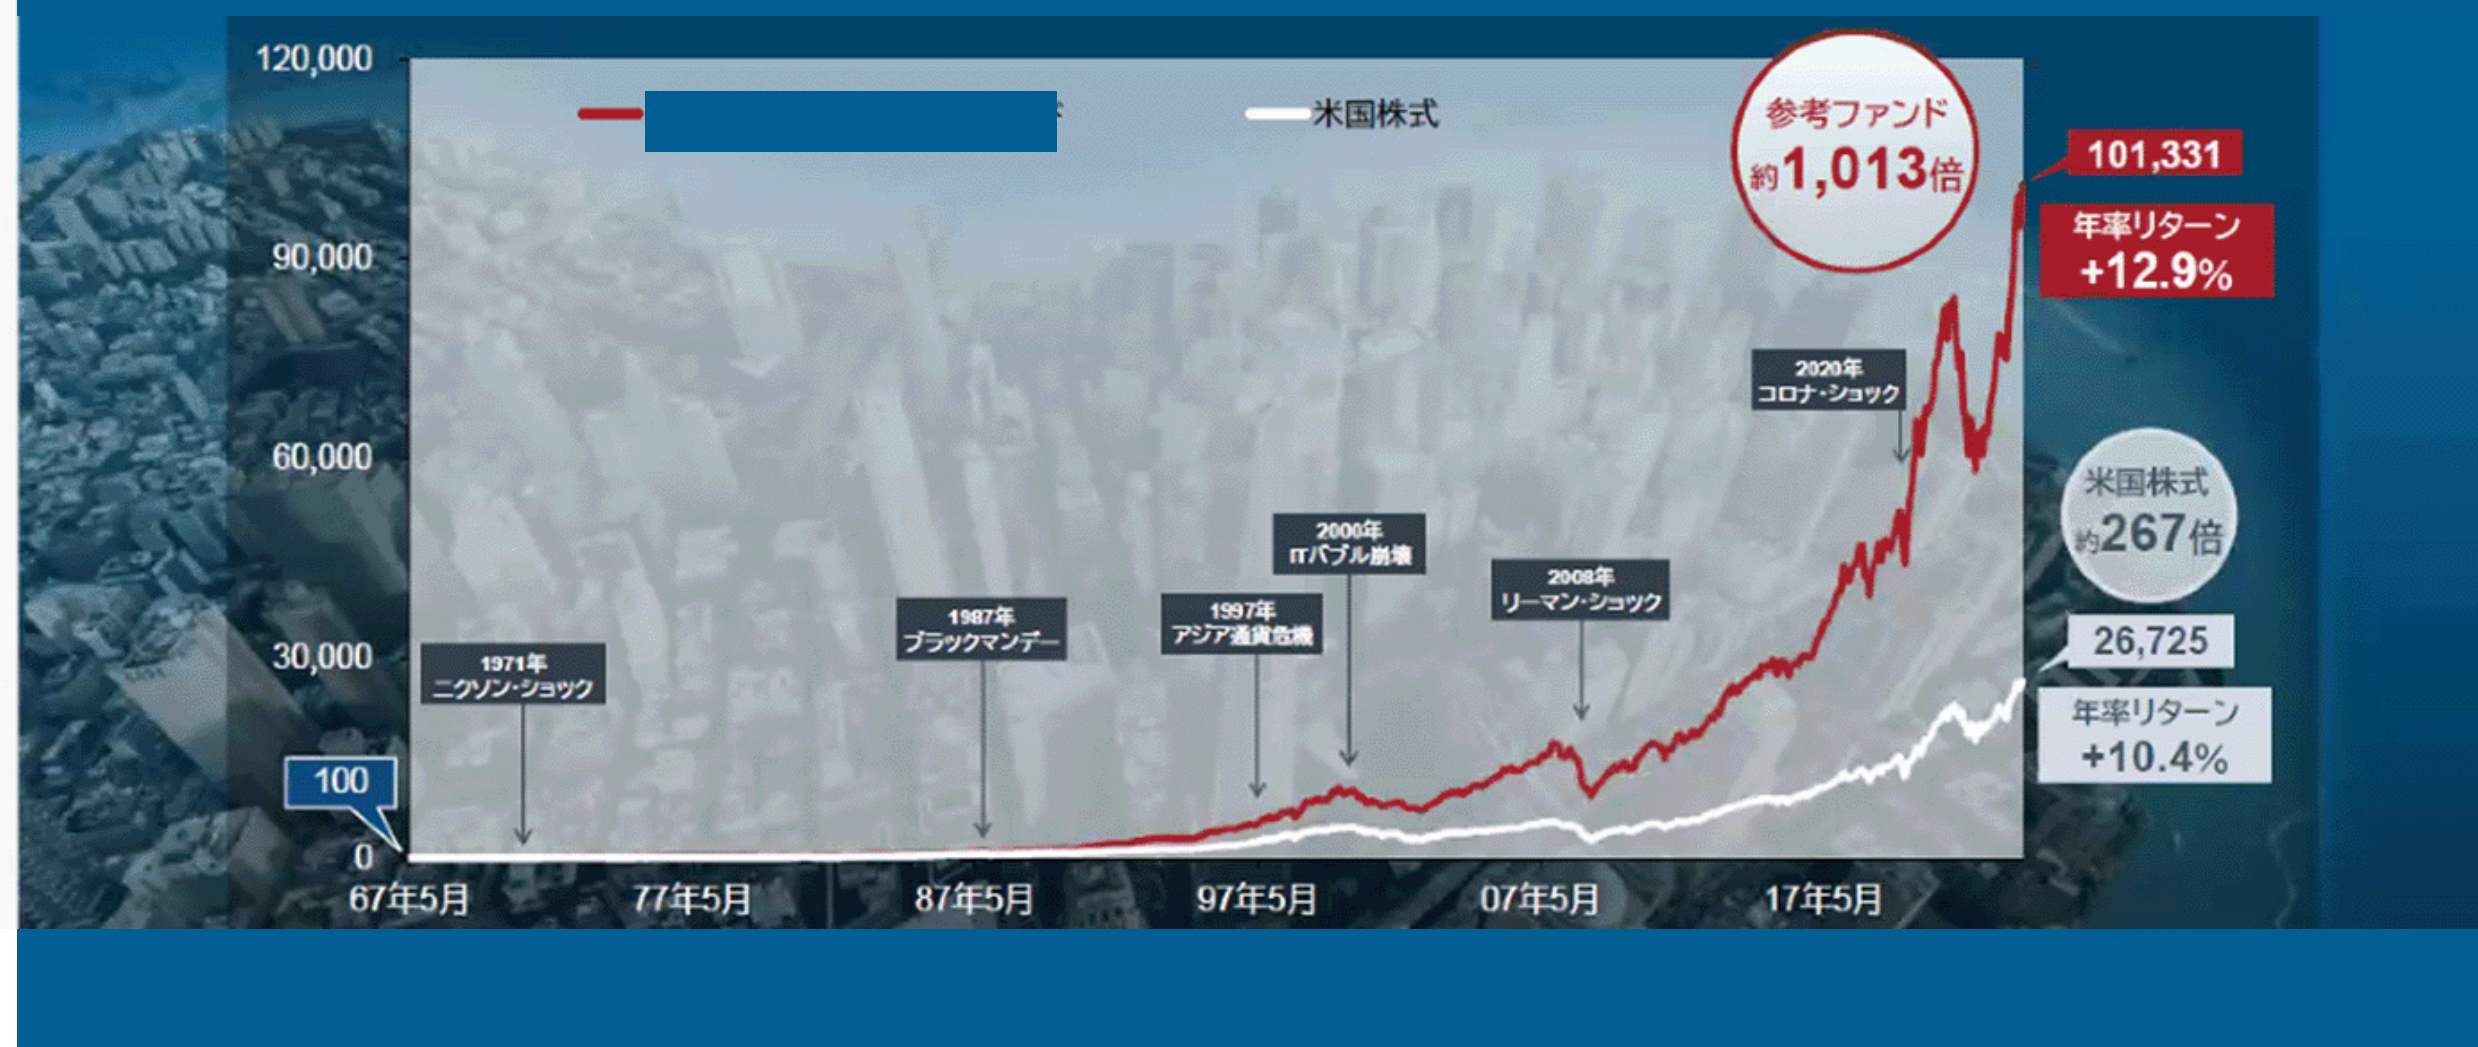 120,000
90,000
60,000
30,000
0
100
米国株式
参考ファンド
約1,013倍
101,331
年率リターン
+12.9%
2020年
コロナ・ショック
米国株式
約267倍
26,725
年率リターン
+10.4%
2000年
ITバブル崩壊
2008年
リーマン・ショック
1987年
ブラックマンデー
1997年
アジア通貨危機
1971年
ニクソン・ショック
67年5月
77年5月
87年5月
97年5月
07年5月
17年5月